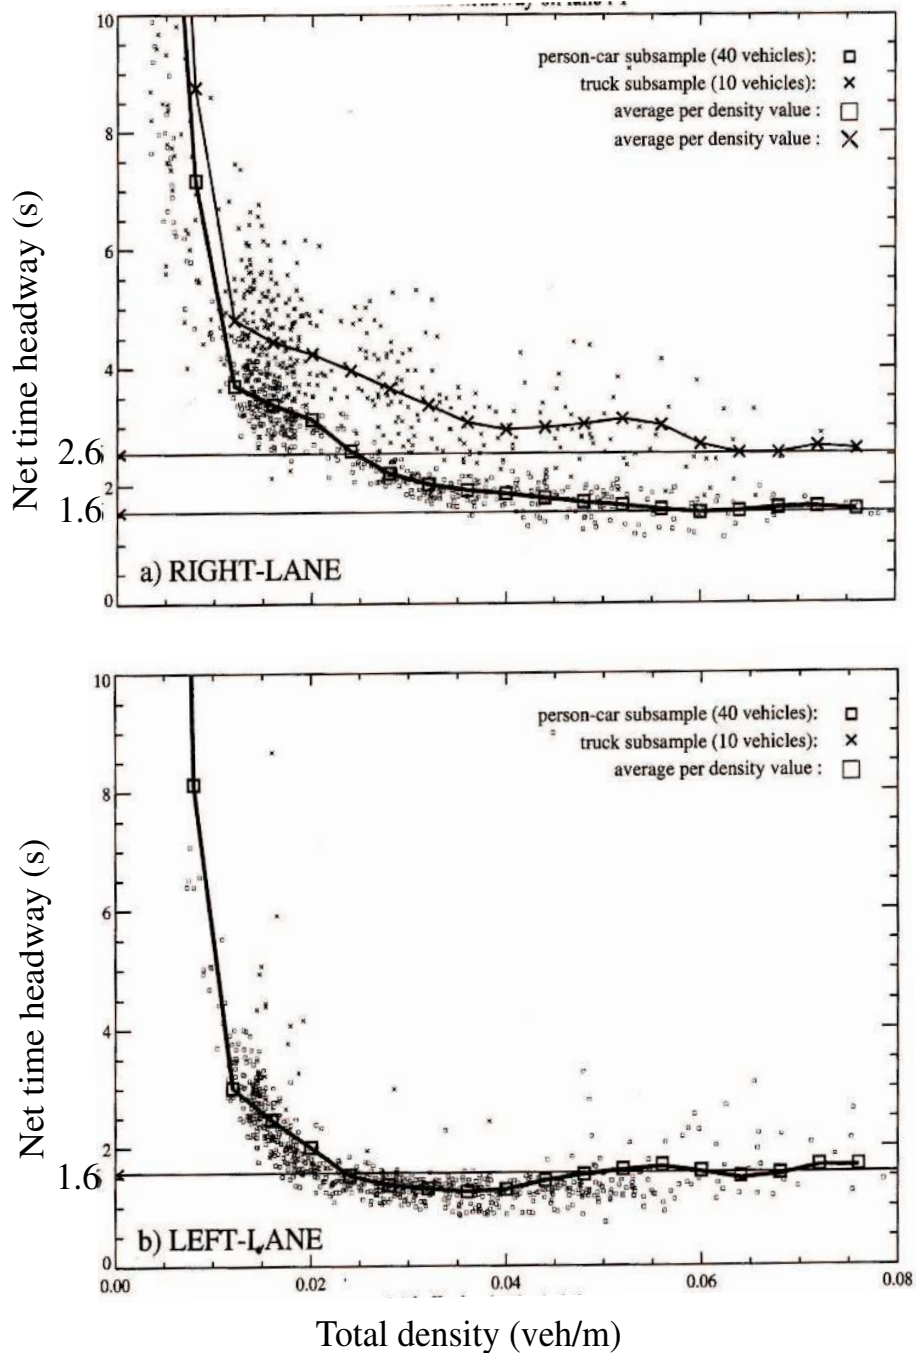 10
person-car subsample (40 vehicles):
truck subsample (10 vehicles):
average per density value :
average per density value :
8
6
4
2.6
2
1.6
0
Net time headway (s)
a) RIGHT-LANE
10
person-car subsample (40 vehicles):
truck subsample (10 vehicles):
average per density value :
8
6
4
2
1.6
0
Net time headway (s)
b) LEFT-LANE
0.00 0.02 0.04 0.06 0.08
Total density (veh/m)